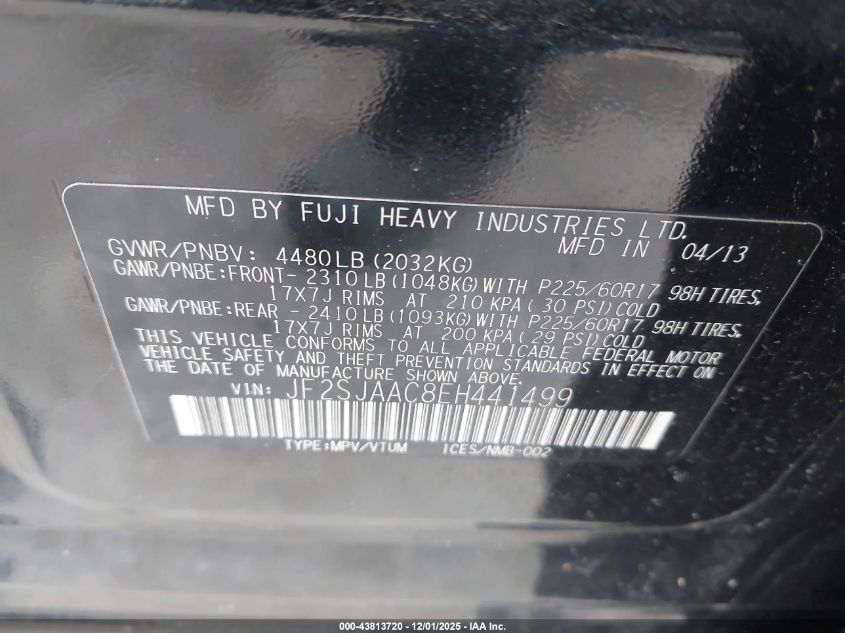 MFD BY FUJI HEAVY INDUSTRIES LTD.
MFD IN 04/13
GVWR/PNBV: 4480LB(2032KG)
GAWR/PNBE:FRONT- 2310LB(1048KG)WITH P225/60R17 98H TIRES,
17X7J RIMS AT 210 KPA(30 PSI)COLD
GAWR/PNBE:REAR - 2410LB(1093KG)WITH P225/60R17 98H TIRES,
17X7J RIMS AT 200 KPA(29 PSI)COLD
THIS VEHICLE CONFORMS TO ALL APPLICABLE FEDERAL MOTOR
VEHICLE SAFETY AND THEFT PREVENTION STANDARDS IN EFFECT ON
THE DATE OF MANUFACTURE SHOWN ABOVE.
VIN: JF2SJAAC8EH441499
TYPE:MPV/VTUM ICES/NMB-002
000-43813720 - 12/01/2025 - IAA Inc.